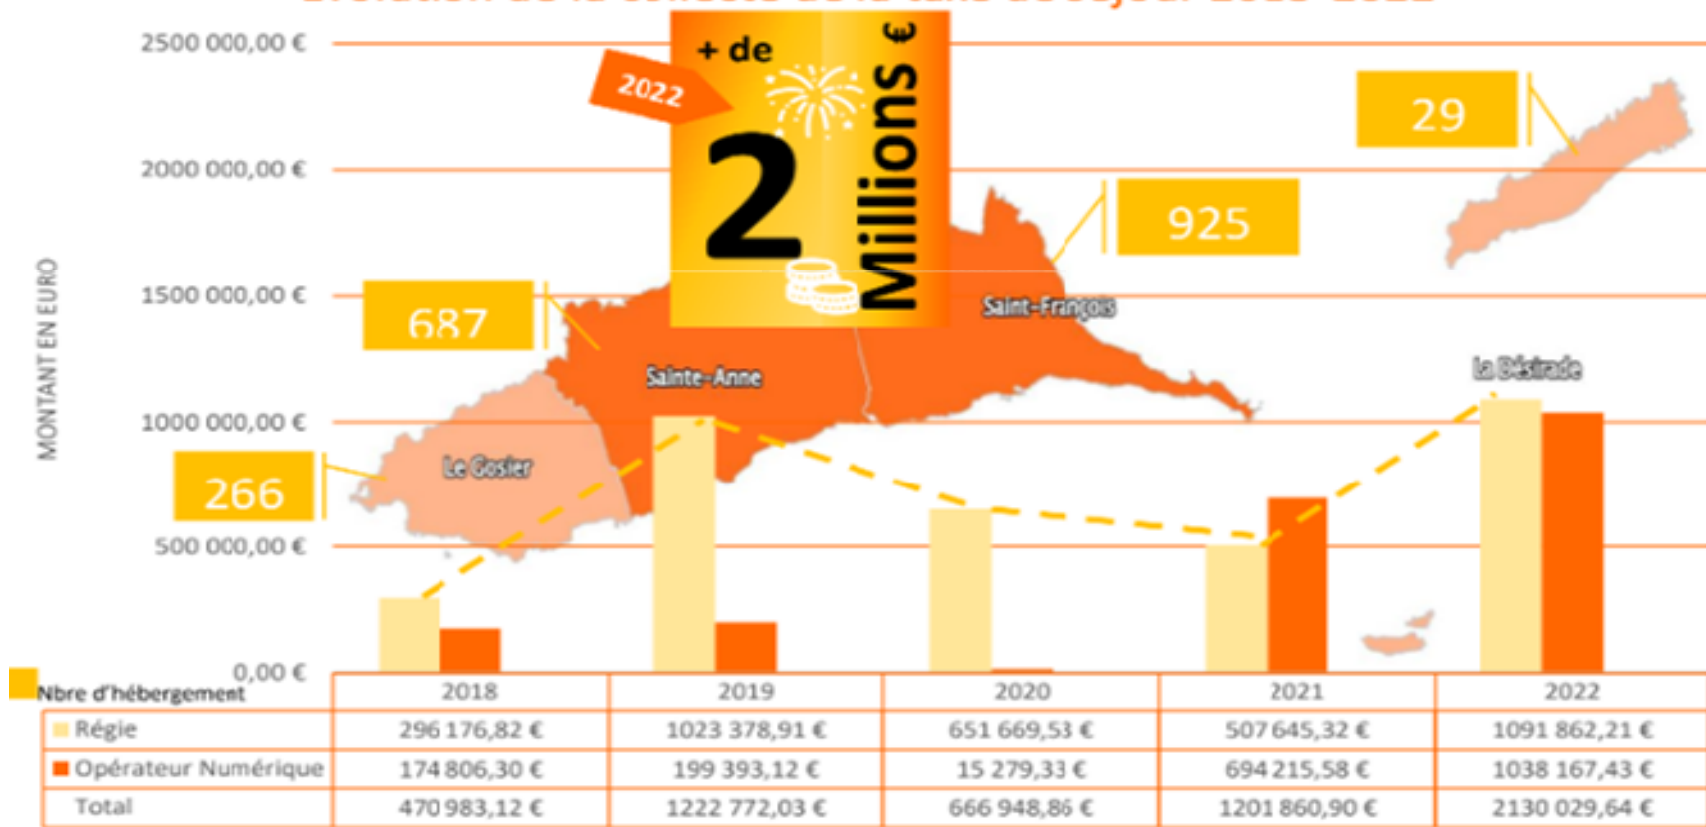 2500 000,00 €
+ de
Millions €
2022
29
2000 000,00 €
2
925
1500 000,00 €
687
Saint-François
MONTANT EN EURO
Sainte-Anne
La Désirade
1000 000,00 €
Le Gosier
266
500 000,00 €
0,00 €
Nbre d'hébergement
2018 2019 2020 2021 2022
Régie 296 176,82 € 1023 378,91 € 651 669,53 € 507 645,32 € 1091 862,21 €
Opérateur Numérique 174 806,30 € 199 393,12 € 15 279,33 € 694 215,58 € 1038 167,43 €
Total 470 983,12 € 1222 772,03 € 666 948,86 € 1201 860,90 € 2130 029,64 €